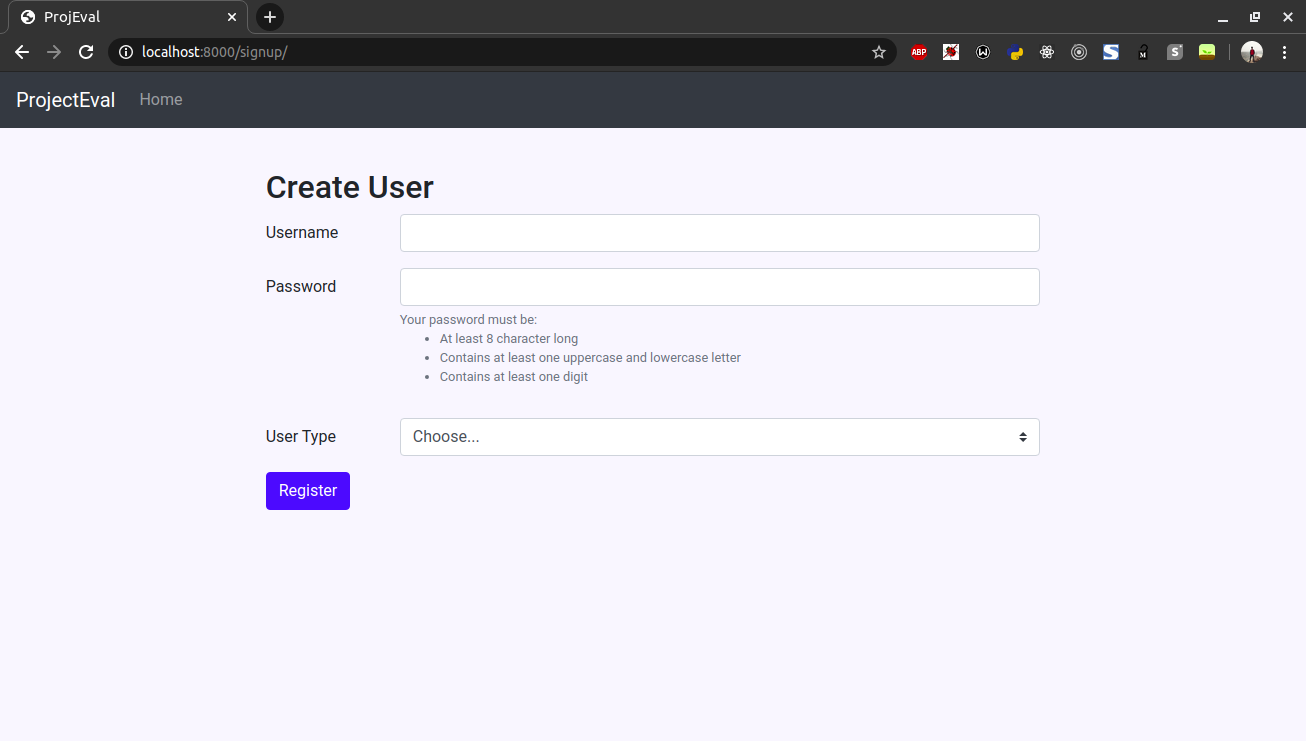 ProjEval
localhost:8000/signup/
ABP
M
S
ProjectEval Home
Create User
Username
Password
Your password must be:
At least 8 character long
Contains at least one uppercase and lowercase letter
Contains at least one digit
User Type Choose...
Register